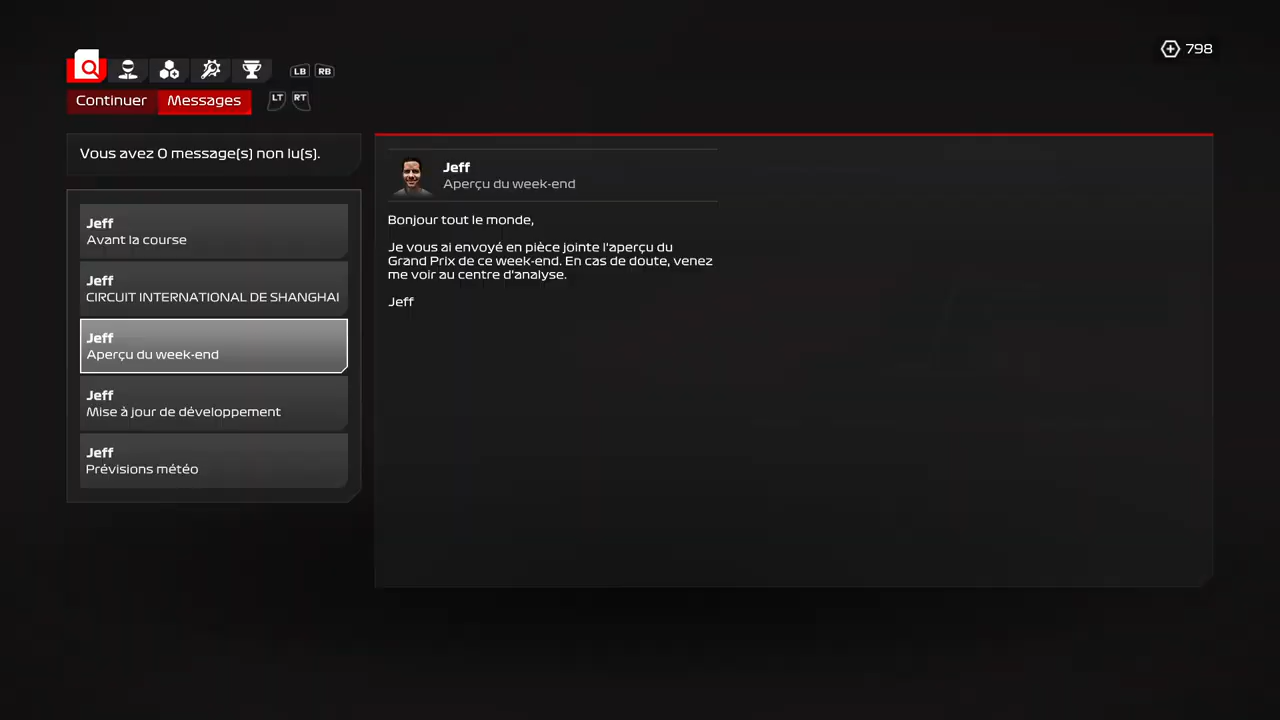 798
LB RB
Continuer Messages LT RT
Vous avez 0 message(s) non lu(s).
Jeff
Avant la course
Jeff
CIRCUIT INTERNATIONAL DE SHANGHAI
Jeff
Aperçu du week-end
Jeff
Mise à jour de développement
Jeff
Prévisions météo
Jeff
Aperçu du week-end
Bonjour tout le monde,
Je vous ai envoyé en pièce jointe l'aperçu du
Grand Prix de ce week-end. En cas de doute, venez
me voir au centre d'analyse.
Jeff